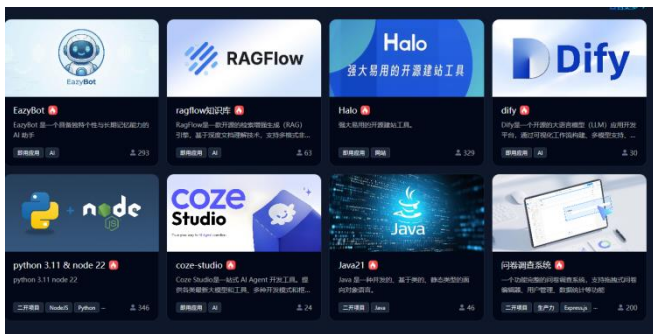 EazyBot
RAGFlow
Halo
强大易用的开源建站工具
Dify
EazyBot
EazyBot 是一个具备独特个性与长期记忆能力的
AI 助手
即用应用 AI
293
ragflow知识库
RagFlow是一款开源的检索增强生成（RAG）
引擎，基于深度文档理解技术，支持多模式非...
即用应用 AI
63
Halo
强大易用的开源建站工具。
即用应用 网站
329
dify
Dify是一个开源的大语言模型（LLM）应用开发
平台，通过可视化工作流构建、多模型支持、...
即用应用 AI
30
+ node
JS
coze
Studio
Java
python 3.11 & node 22
python 3.11 node 22
二开项目 NodeJS Python
346
coze-studio
Coze Studio是一站式 AI Agent 开发工具。提
供各类最新大模型和工具、多种开发模式和框...
即用应用 AI
24
Java21
Java 是一种开放的、基于类的、静态类型的面
向对象语言。
二开项目 Java
46
问卷调查系统
一个功能完整的问卷调查系统，支持拖拽式问卷
编辑器、用户管理、数据统计等功能
二开项目 生产力 Express.js
200